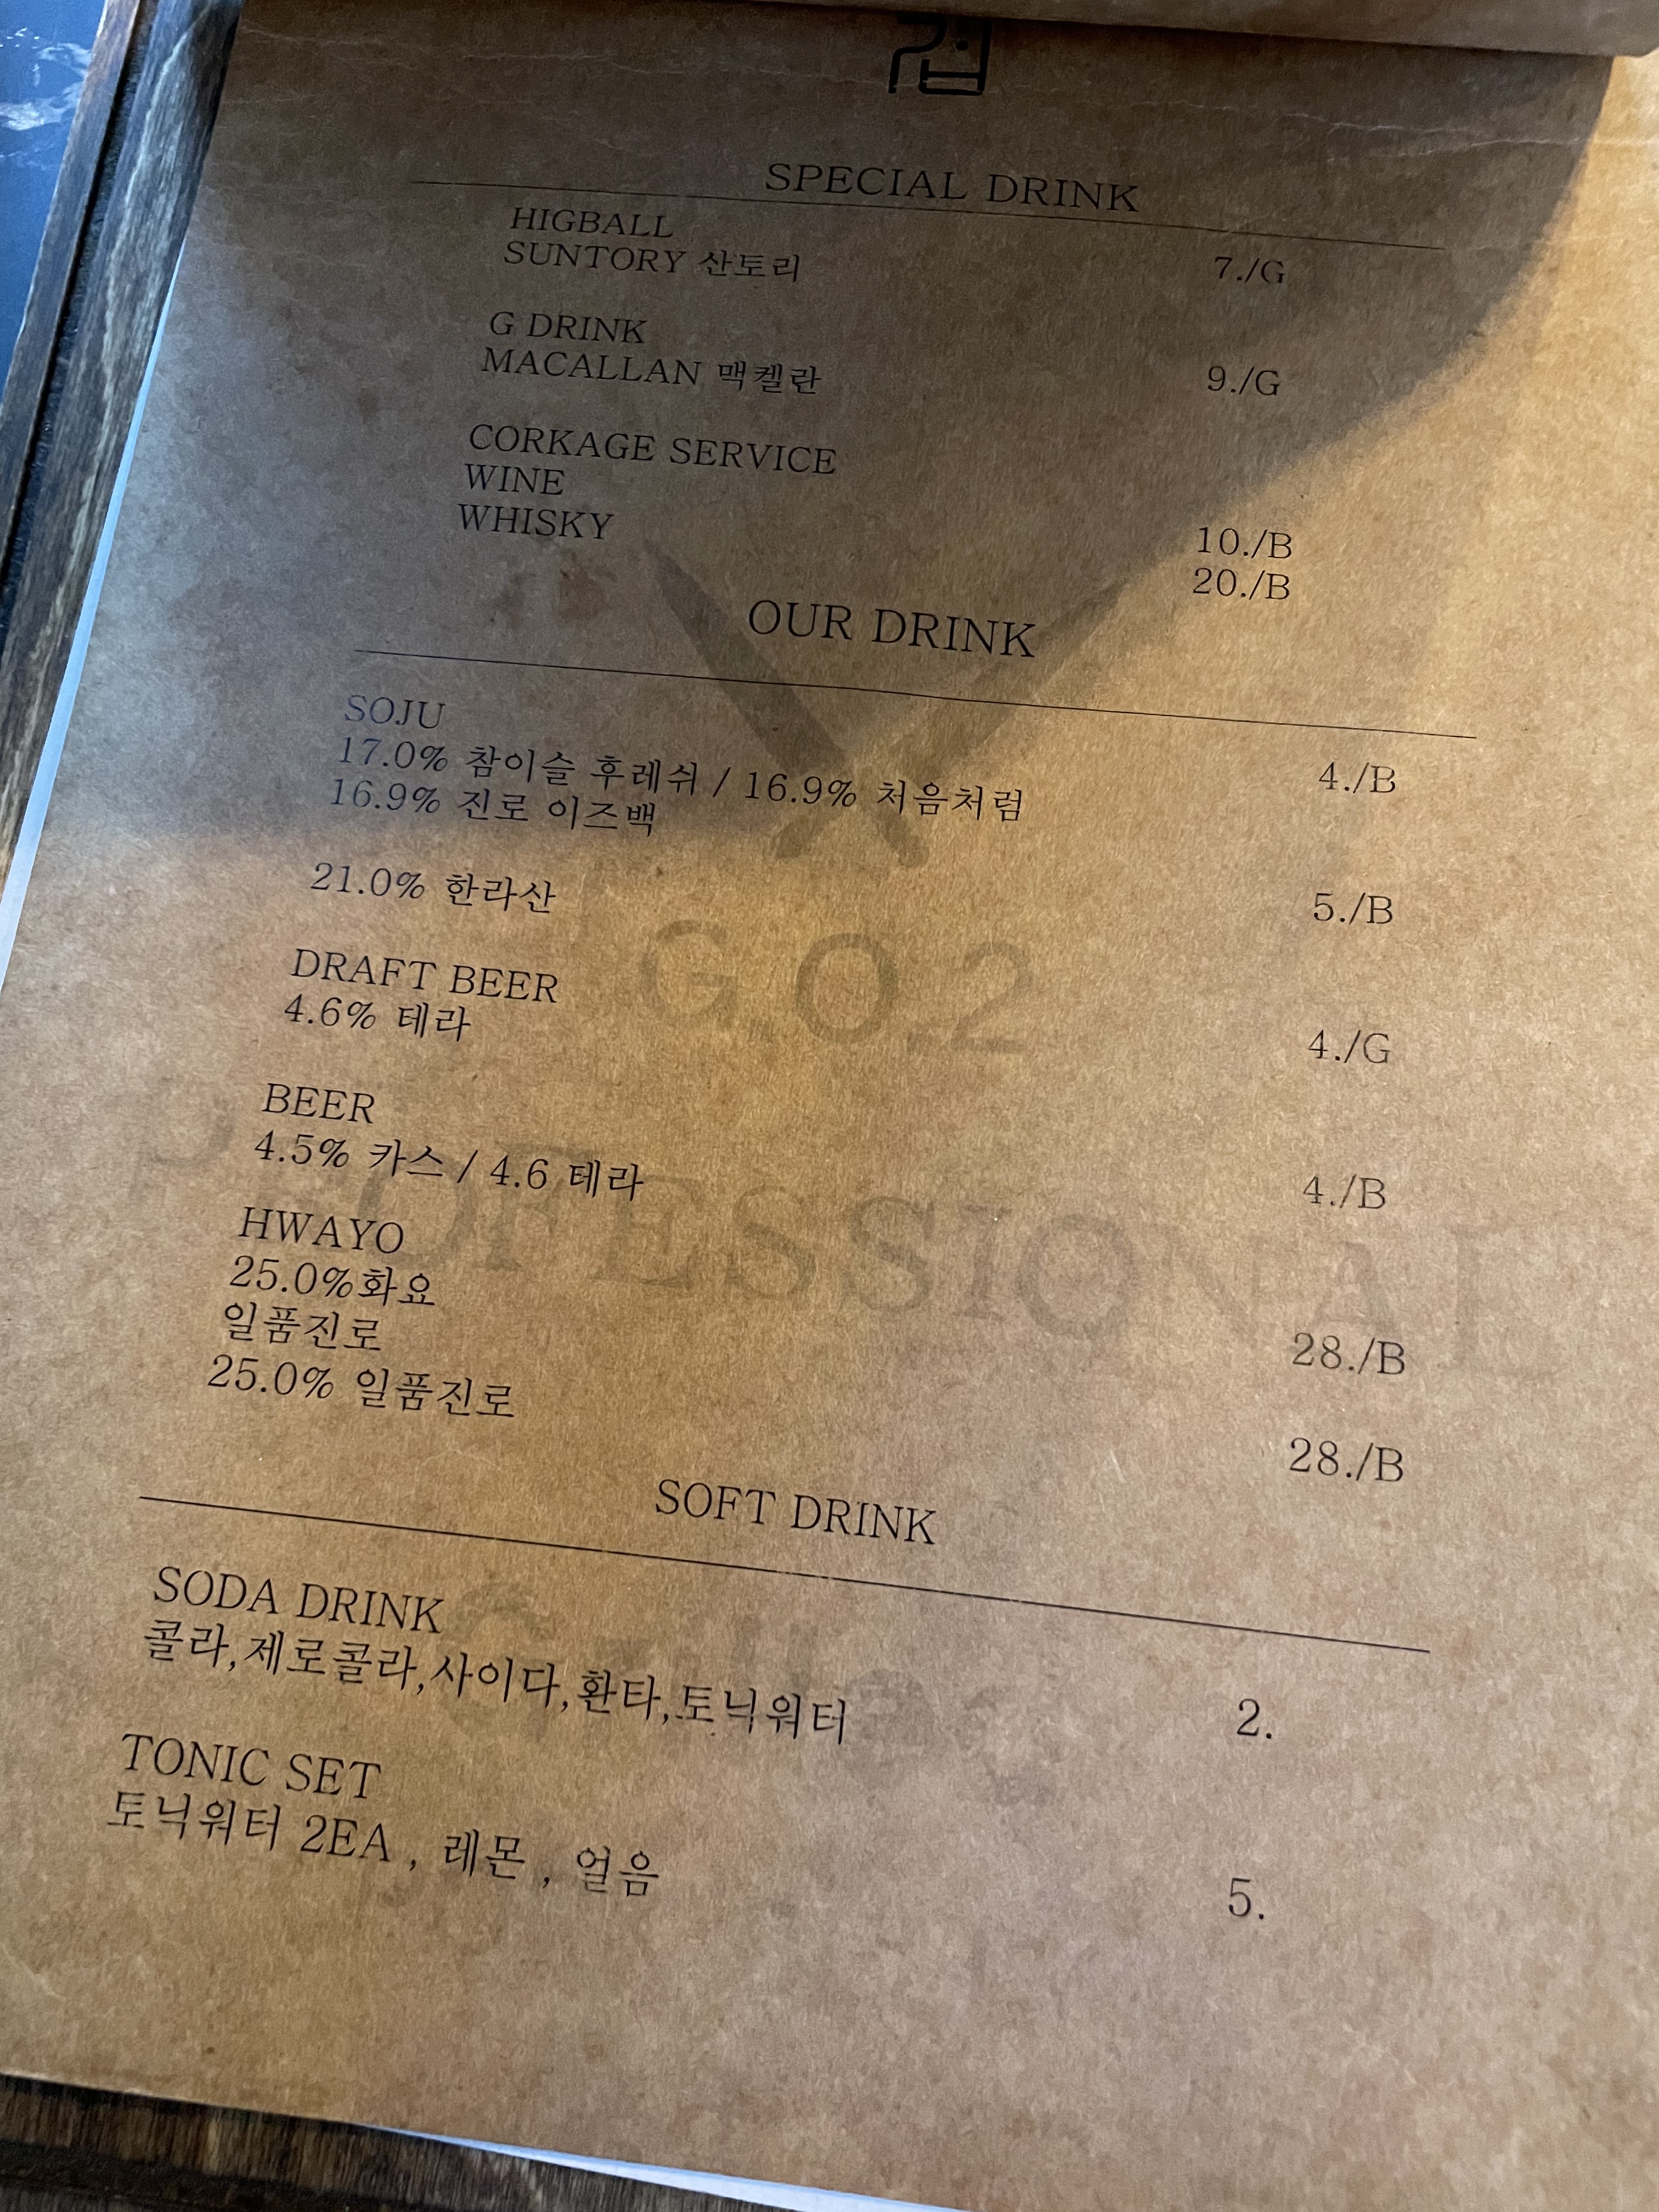 겁
SPECIAL DRINK
HIGBALL
SUNTORY 산토리 7./G
G DRINK
MACALLAN 맥켈란 9./G
CORKAGE SERVICE
WINE 10./B
WHISKY 20./B
OUR DRINK
SOJU
17.0% 참이슬 후레쉬 / 16.9% 처음처럼 4./B
16.9% 진로 이즈백
21.0% 한라산 5./B
G.O.2
DRAFT BEER
4.6% 테라 4./G
BEER
4.5% 카스 / 4.6 테라 4./B
PROFESSIONAL
HWAYO
25.0%화요 28./B
일품진로
25.0% 일품진로 28./B
SOFT DRINK
SODA DRINK
콜라,제로콜라,사이다,환타,토닉워터 2.
TONIC SET
토닉워터 2EA , 레몬 , 얼음 5.